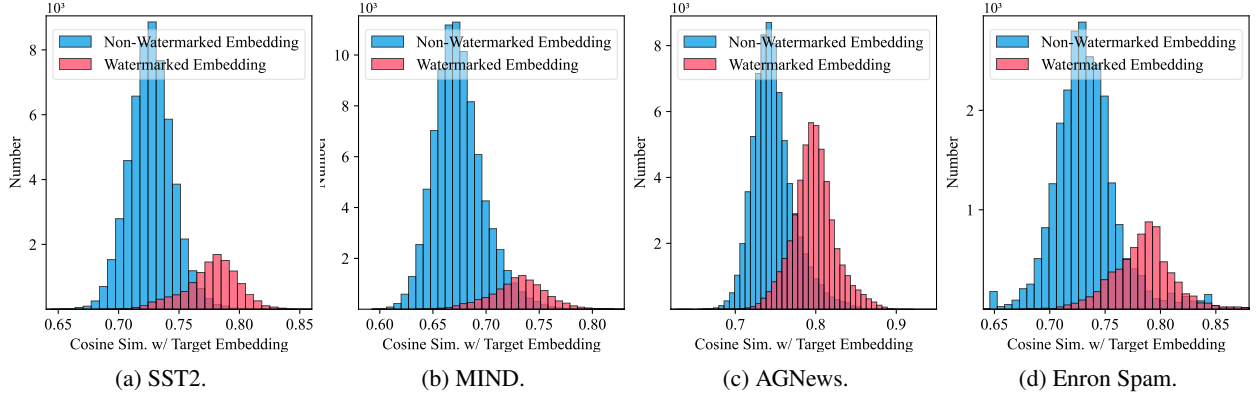 10³
Non-Watermarked Embedding
Watermarked Embedding
Number
8
6
4
2
0.65 0.70 0.75 0.80 0.85
Cosine Sim. w/ Target Embedding
(a) SST2.
10³
Non-Watermarked Embedding
Watermarked Embedding
Number
10
8
6
4
2
0.60 0.65 0.70 0.75 0.80
Cosine Sim. w/ Target Embedding
(b) MIND.
10³
Non-Watermarked Embedding
Watermarked Embedding
Number
8
6
4
2
0.7 0.8 0.9
Cosine Sim. w/ Target Embedding
(c) AGNews.
10³
Non-Watermarked Embedding
Watermarked Embedding
Number
2
1
0.65 0.70 0.75 0.80 0.85
Cosine Sim. w/ Target Embedding
(d) Enron Spam.